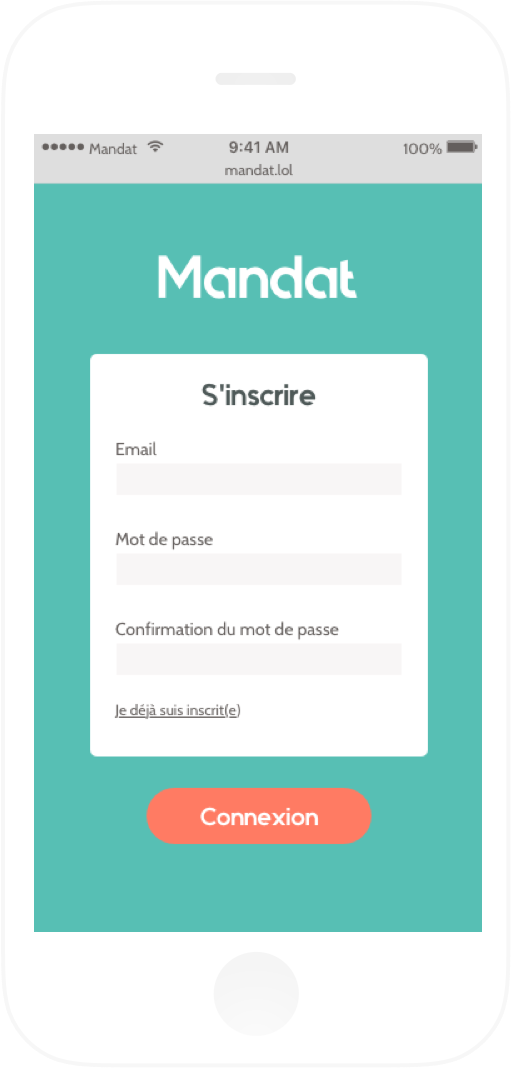 Mandat 9:41 AM 100%
mandat.lol
Mandat
S'inscrire
Email
Mot de passe
Confirmation du mot de passe
Je déjà suis inscrit(e)
Connexion